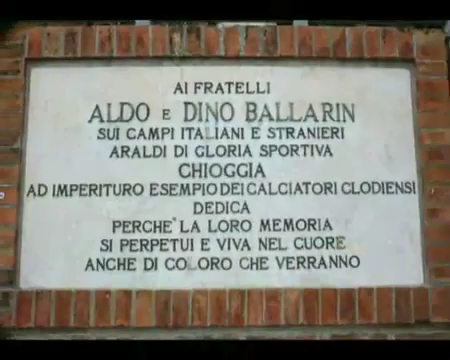 AI FRATELLI
ALDO E DINO BALLARIN
SUI CAMPI ITALIANI E STRANIERI
ARALDI DI GLORIA SPORTIVA
CHIOGGIA
AD IMPERITURO ESEMPIO DEI CALCIATORI CLODIENSI
DEDICA
PERCHE' LA LORO MEMORIA
SI PERPETUI E VIVA NEL CUORE
ANCHE DI COLORO CHE VERRANNO